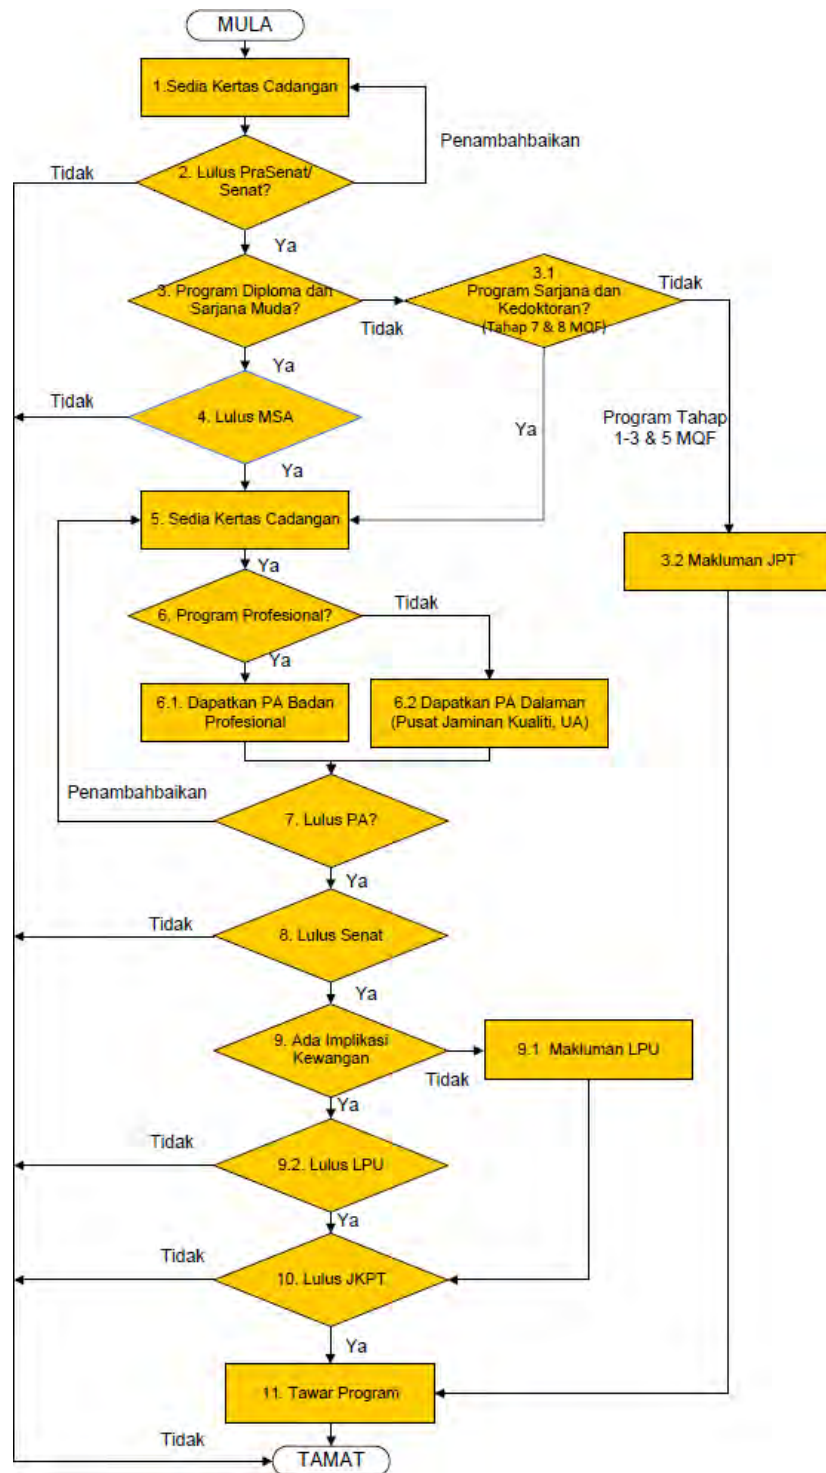 MULA
1.Sedia Kertas Cadangan
Penambahbaikan
Tidak
2. Lulus PraSenat/
Senat?
Ya
3. Program Diploma dan
Sarjana Muda?
Tidak
3.1
Program Sarjana dan
Kedoktoran?
(Tahap 7 & 8 MQF)
Tidak
Ya
Tidak
4. Lulus MSA
Ya
Program Tahap
1-3 & 5 MQF
Ya
5. Sedia Kertas Cadangan
3.2 Makluman JPT
Ya
6. Program Profesional?
Tidak
Ya
6.1. Dapatkan PA Badan
Profesional
6.2 Dapatkan PA Dalaman
(Pusat Jaminan Kualiti, UA)
Penambahbaikan
7. Lulus PA?
Ya
Tidak
8. Lulus Senat
Ya
9. Ada Implikasi
Kewangan
Tidak
9.1 Makluman LPU
Ya
Tidak
9.2. Lulus LPU
Ya
Tidak
10. Lulus JKPT
Ya
11. Tawar Program
Tidak
TAMAT